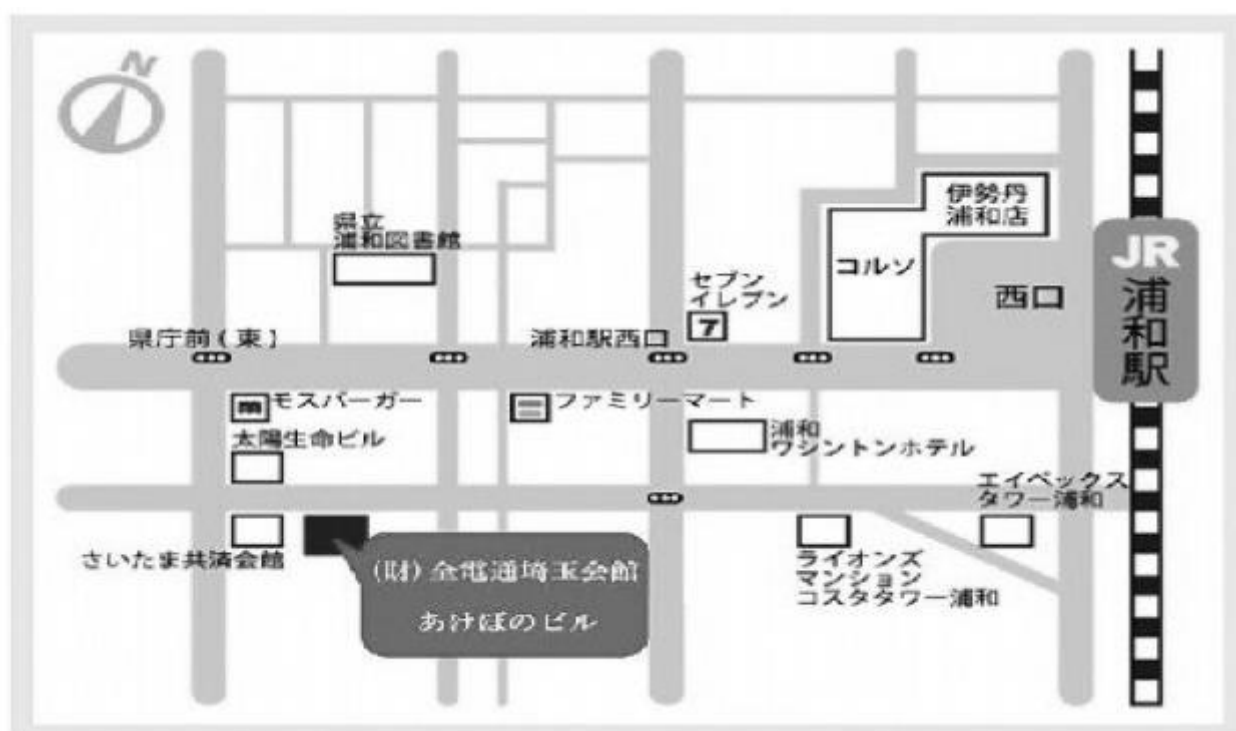 N
伊勢丹
浦和店
県立
浦和図書館
コルソ
セブン
イレブン
7
西口
JR
浦和駅
県庁前(東)
浦和駅西口
m
モスバーガー
ファミリーマート
太陽生命ビル
浦和
ワシントンホテル
エイペックス
タワー浦和
さいたま共済会館
ライオンズ
マンション
コスタタワー浦和
(財)全電通埼玉会館
あけぼのビル